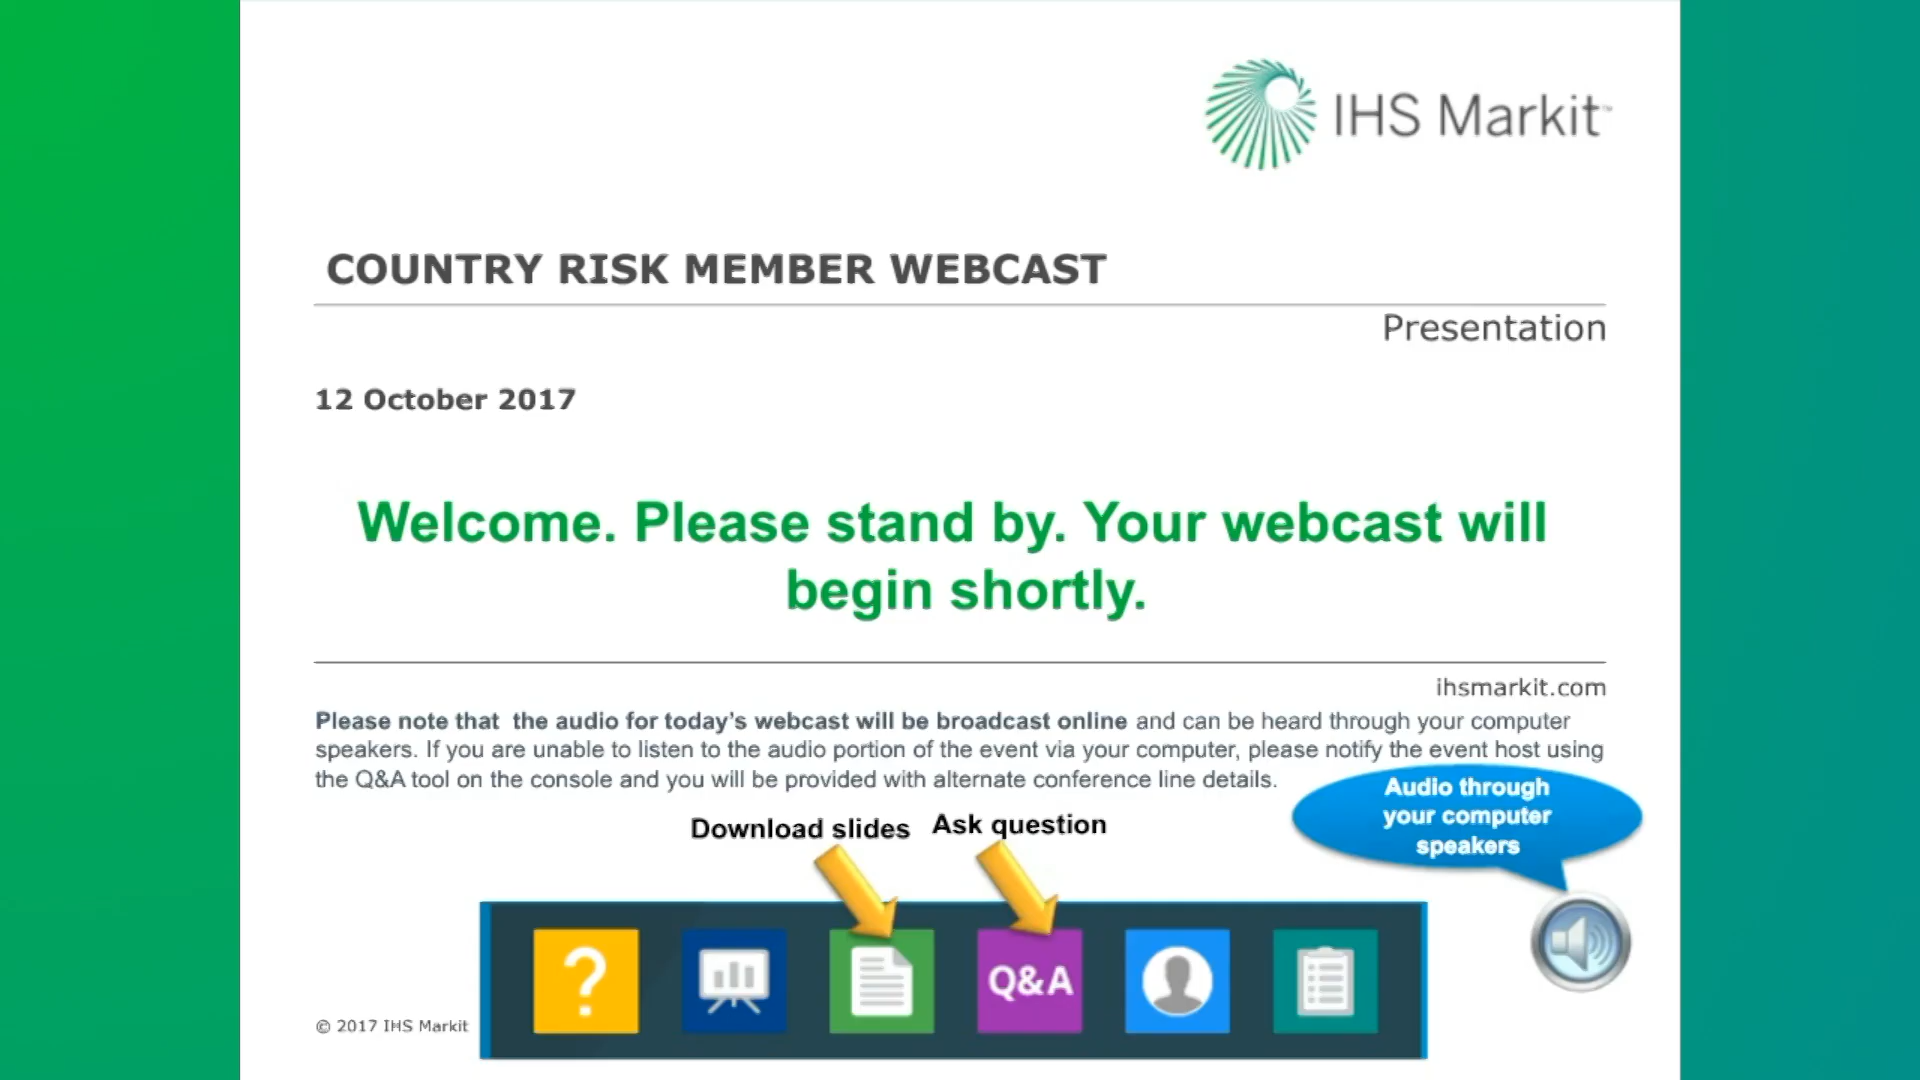 IHS Markit™
COUNTRY RISK MEMBER WEBCAST
Presentation
12 October 2017
Welcome. Please stand by. Your webcast will
begin shortly.
ihsmarkit.com
Please note that  the audio for today’s webcast will be broadcast online and can be heard through your computer
speakers. If you are unable to listen to the audio portion of the event via your computer, please notify the event host using
the Q&A tool on the console and you will be provided with alternate conference line details.
Audio through
your computer
speakers
Download slides
Ask question
?
Q&A
© 2017 IHS Markit